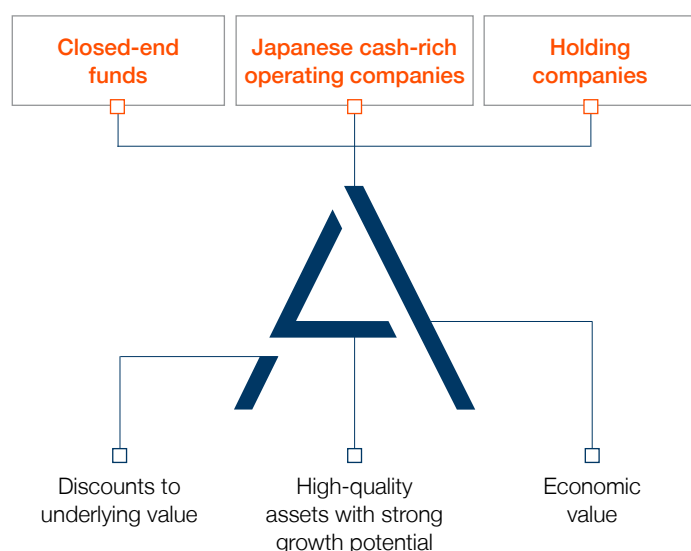 Closed-end
funds
Japanese cash-rich
operating companies
Holding
companies
Discounts to
underlying value
High-quality
assets with strong
growth potential
Economic
value